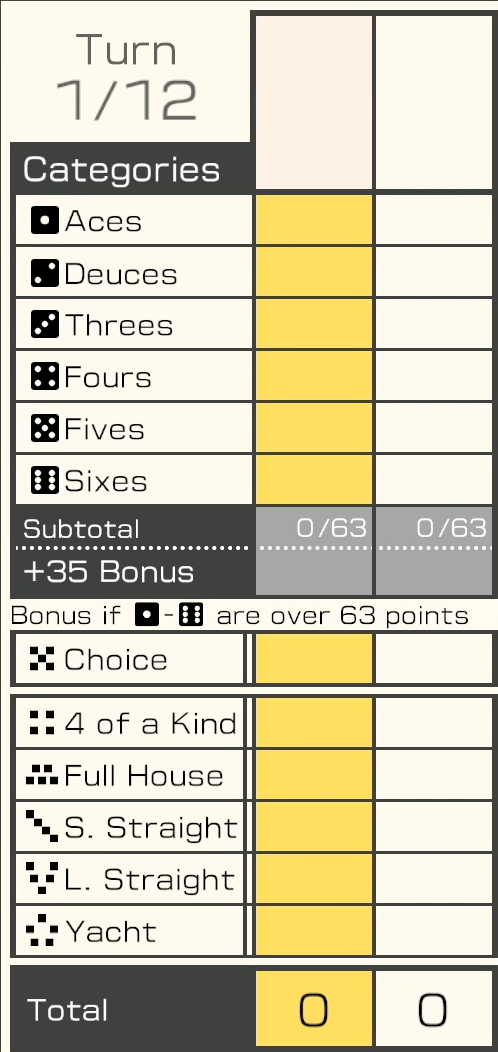 Turn
1/12
Categories
Aces
Deuces
Threes
Fours
Fives
Sixes
Subtotal 0/63 0/63
+35 Bonus
Bonus if - are over 63 points
Choice
4 of a Kind
Full House
S. Straight
L. Straight
Yacht
Total 0 0